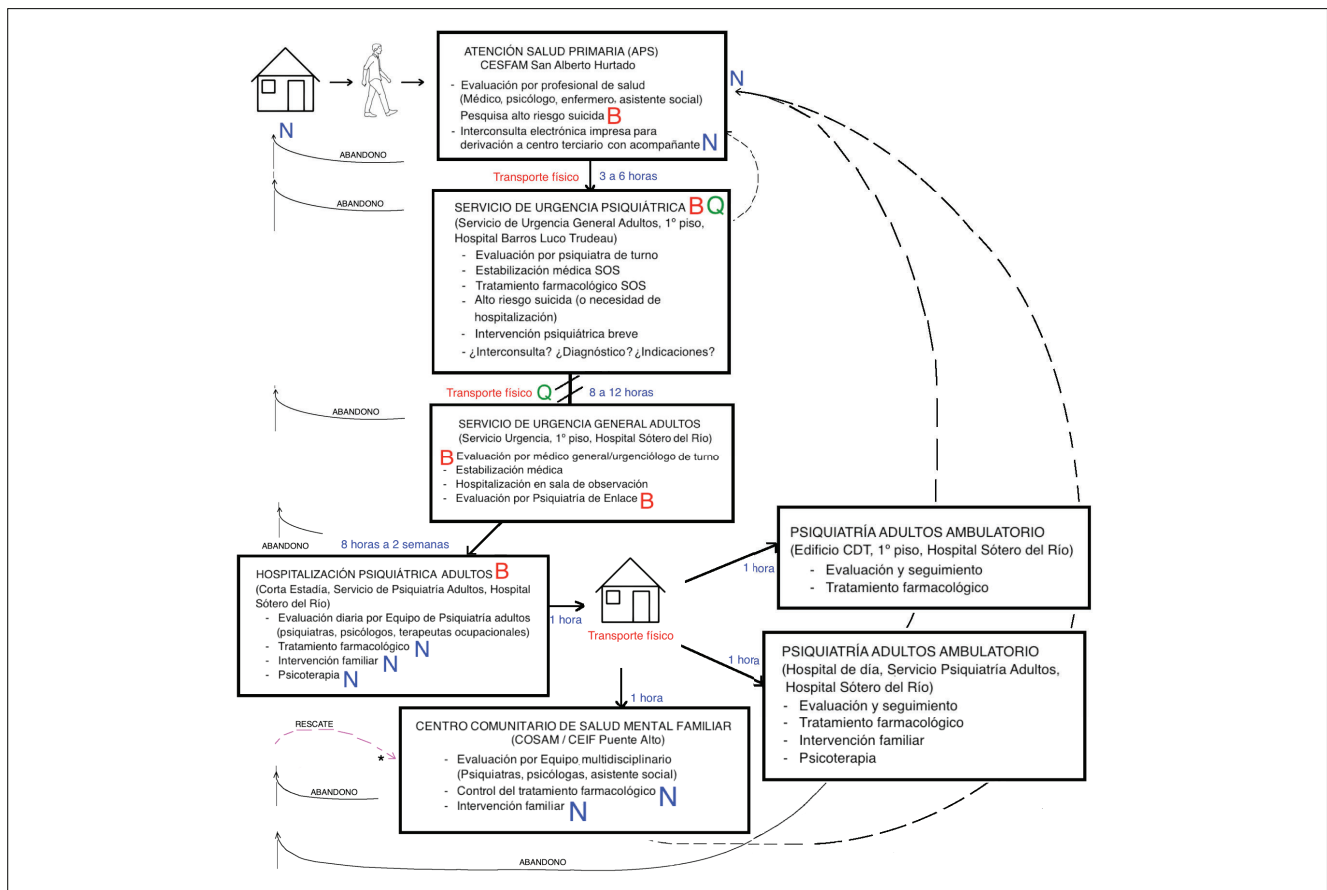 ATENCIÓN SALUD PRIMARIA (APS)
CESFAM San Alberto Hurtado
- Evaluación por profesional de salud
(Médico, psicólogo, enfermero, asistente social)
Pesquisa alto riesgo suicida B
- Interconsulta electrónica impresa para
derivación a centro terciario con acompañante N
N
N
ABANDONO
Transporte físico
3 a 6 horas
ABANDONO
SERVICIO DE URGENCIA PSIQUIÁTRICA B Q
(Servicio de Urgencia General Adultos, 1º piso,
Hospital Barros Luco Trudeau)
- Evaluación por psiquiatra de turno
- Estabilización médica SOS
- Tratamiento farmacológico SOS
- Alto riesgo suicida (o necesidad de
hospitalización)
- Intervención psiquiátrica breve
- ¿Interconsulta? ¿Diagnóstico? ¿Indicaciones?
Transporte físico Q
8 a 12 horas
ABANDONO
SERVICIO DE URGENCIA GENERAL ADULTOS
(Servicio Urgencia, 1º piso, Hospital Sótero del Río)
B Evaluación por médico general/urgenciólogo de turno
- Estabilización médica
- Hospitalización en sala de observación
- Evaluación por Psiquiatría de Enlace B
ABANDONO
8 horas a 2 semanas
HOSPITALIZACIÓN PSIQUIÁTRICA ADULTOS B
(Corta Estadía, Servicio de Psiquiatría Adultos, Hospital
Sótero del Río)
- Evaluación diaria por Equipo de Psiquiatría adultos
(psiquiatras, psicólogos, terapeutas ocupacionales)
- Tratamiento farmacológico N
- Intervención familiar N
- Psicoterapia N
1 hora
Transporte físico
1 hora
PSIQUIATRÍA ADULTOS AMBULATORIO
(Edificio CDT, 1º piso, Hospital Sótero del Río)
- Evaluación y seguimiento
- Tratamiento farmacológico
1 hora
PSIQUIATRÍA ADULTOS AMBULATORIO
(Hospital de día, Servicio Psiquiatría Adultos,
Hospital Sótero del Río)
- Evaluación y seguimiento
- Tratamiento farmacológico
- Intervención familiar
- Psicoterapia
1 hora
CENTRO COMUNITARIO DE SALUD MENTAL FAMILIAR
(COSAM / CEIF Puente Alto)
- Evaluación por Equipo multidisciplinario
(Psiquiatras, psicólogas, asistente social)
- Control del tratamiento farmacológico N
- Intervención familiar N
RESCATE
*
ABANDONO
ABANDONO